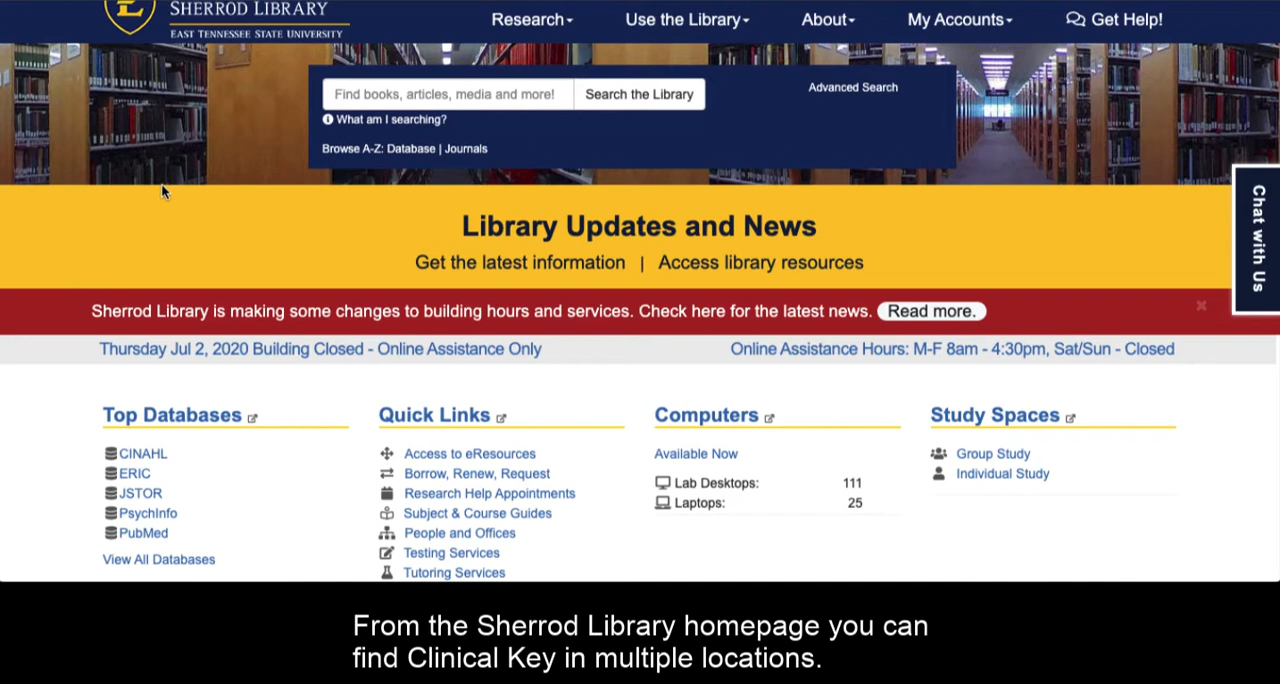 SHERROD LIBRARY
EAST TENNESSEE STATE UNIVERSITY
Research
Use the Library
About
My Accounts
Get Help!
Find books, articles, media and more!
Search the Library
Advanced Search
What am I searching?
Browse A-Z: Database | Journals
Chat with Us
Library Updates and News
Get the latest information | Access library resources
Sherrod Library is making some changes to building hours and services. Check here for the latest news. Read more.
Thursday Jul 2, 2020 Building Closed - Online Assistance Only
Online Assistance Hours: M-F 8am - 4:30pm, Sat/Sun - Closed
Top Databases
CINAHL
ERIC
JSTOR
PsychInfo
PubMed
View All Databases
Quick Links
Access to eResources
Borrow, Renew, Request
Research Help Appointments
Subject & Course Guides
People and Offices
Testing Services
Tutoring Services
Computers
Available Now
Lab Desktops: 111
Laptops: 25
Study Spaces
Group Study
Individual Study
From the Sherrod Library homepage you can
find Clinical Key in multiple locations.